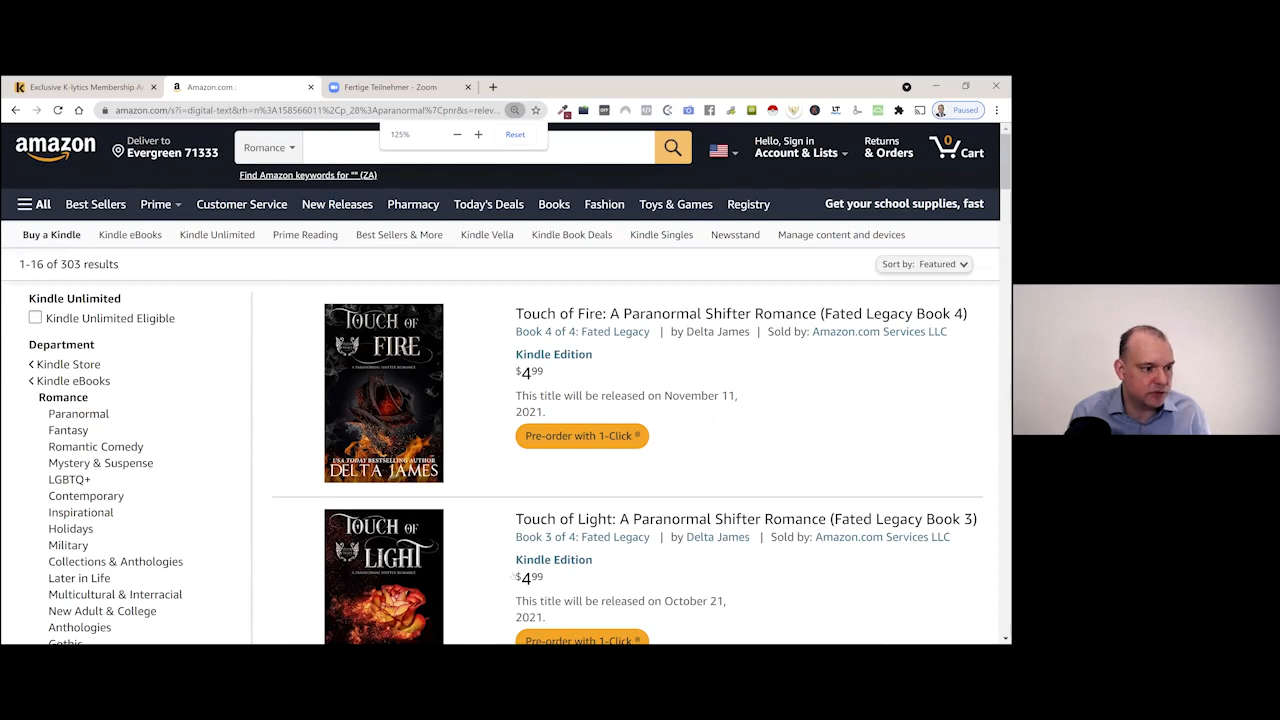 Exclusive K-lytics Membership A
Amazon.com :
Fertige Teilnehmer - Zoom
amazon.com/s?i=digital-text&rh=n%3A158566011%2Cp_28%3Aparanormal%7Cpnr&s=relev...
Paused
125%
Reset
amazon
Deliver to
Evergreen 71333
Romance
Hello, Sign in
Account & Lists
Returns
& Orders
0
Cart
Find Amazon keywords for "" (ZA)
All
Best Sellers
Prime
Customer Service
New Releases
Pharmacy
Today's Deals
Books
Fashion
Toys & Games
Registry
Get your school supplies, fast
Buy a Kindle
Kindle eBooks
Kindle Unlimited
Prime Reading
Best Sellers & More
Kindle Vella
Kindle Book Deals
Kindle Singles
Newsstand
Manage content and devices
1-16 of 303 results
Sort by: Featured
Kindle Unlimited
Kindle Unlimited Eligible
Department
Kindle Store
Kindle eBooks
Romance
Paranormal
Fantasy
Romantic Comedy
Mystery & Suspense
LGBTQ+
Contemporary
Inspirational
Holidays
Military
Collections & Anthologies
Later in Life
Multicultural & Interracial
New Adult & College
Anthologies
Gothic
TOUCH OF
FIRE
A PARANORMAL SHIFTER ROMANCE
USA TODAY BESTSELLING AUTHOR
DELTA JAMES
Touch of Fire: A Paranormal Shifter Romance (Fated Legacy Book 4)
Book 4 of 4: Fated Legacy | by Delta James | Sold by: Amazon.com Services LLC
Kindle Edition
$4 99
This title will be released on November 11,
2021.
Pre-order with 1-Click ®
TOUCH OF
LIGHT
A PARANORMAL SHIFTER ROMANCE
Touch of Light: A Paranormal Shifter Romance (Fated Legacy Book 3)
Book 3 of 4: Fated Legacy | by Delta James | Sold by: Amazon.com Services LLC
Kindle Edition
$4 99
This title will be released on October 21,
2021.
Pre-order with 1-Click ®